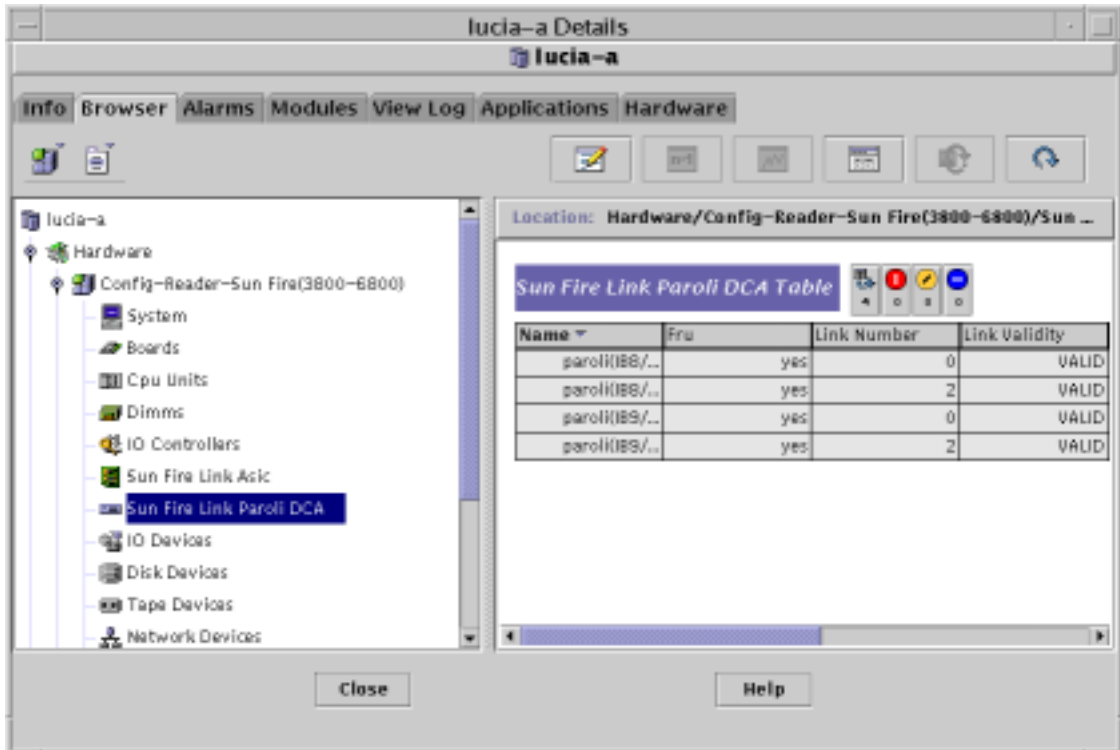 lucia-a Details
lucia-a
Info Browser Alarms Modules View Log Applications Hardware
lucia-a
Hardware
Config-Reader-Sun Fire(3800-6800)
System
Boards
Cpu Units
Dimms
IO Controllers
Sun Fire Link Asic
Sun Fire Link Paroli DCA
IO Devices
Disk Devices
Tape Devices
Network Devices
Location: Hardware/Config-Reader-Sun Fire(3800-6800)/Sun ...
Sun Fire Link Paroli DCA Table
4 0 0 0
Name Fru Link Number Link Validity
paroli(IB8/... yes 0 VALID
paroli(IB8/... yes 2 VALID
paroli(IB9/... yes 0 VALID
paroli(IB9/... yes 2 VALID
Close Help